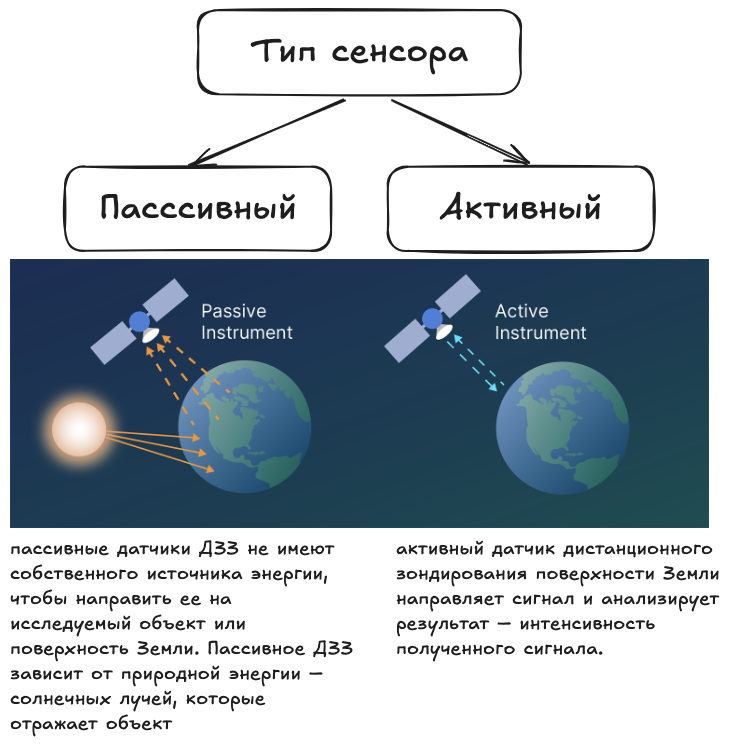 Тип сенсора
Пасссивный
Активный
Passive
Instrument
Active
Instrument
пассивные датчики ДЗЗ не имеют
собственного источника энергии,
чтобы направить ее на
исследуемый объект или
поверхность Земли. Пассивное ДЗЗ
зависит от природной энергии —
солнечных лучей, которые
отражает объект
активный датчик дистанционного
зондирования поверхности Земли
направляет сигнал и анализирует
результат — интенсивность
полученного сигнала.